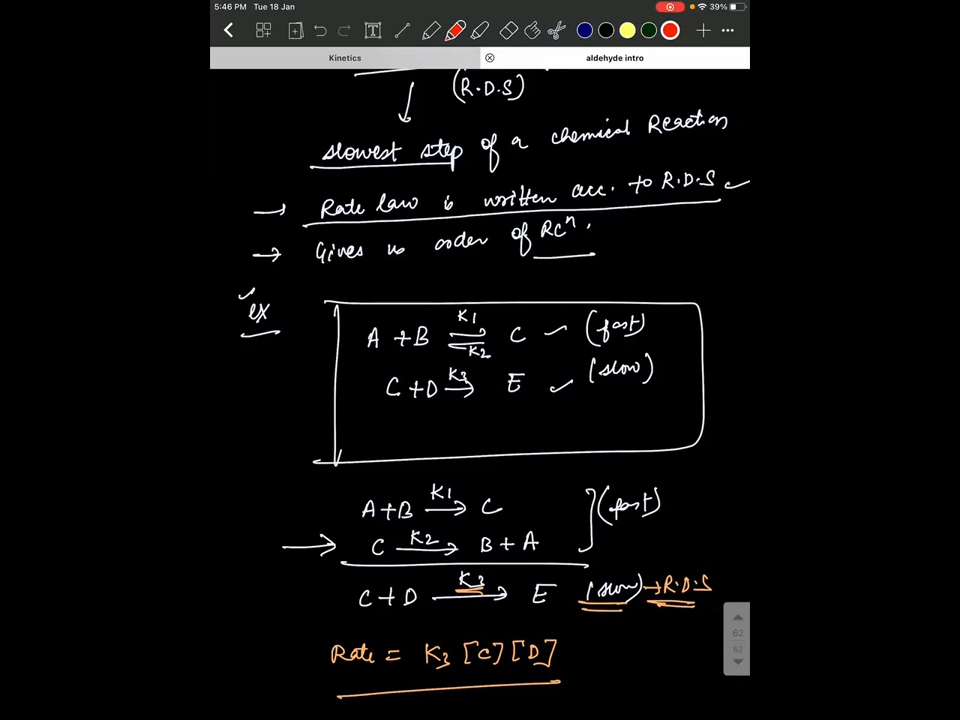 5:46 PM Tue 18 Jan
39%
Kinetics
aldehyde intro
(R.D.S)
slowest step of a chemical Reaction
→ Rate law is written acc. to R.D.S ✓
→ Gives us order of RCⁿ.
ex
A + B ⇌ C (fast)
K1
K2
C + D → E (slow)
K3
A + B → C (fast)
K1
C → B + A
K2
C + D → E (slow) → R.D.S
K3
Rate = K3 [C] [D]
62